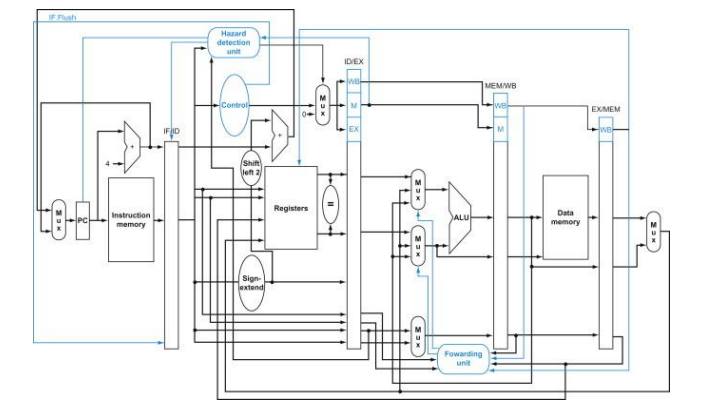 IF.Flush
Hazard
detection
unit
ID/EX
WB
M
EX
Control
M
u
x
0
MEM/WB
WB
M
EX/MEM
WB
IF/ID
+
4
+
Shift
left 2
M
u
x
PC
Instruction
memory
Registers
=
M
u
x
M
u
x
ALU
Data
memory
M
u
x
Sign-
extend
M
u
x
Fowarding
unit